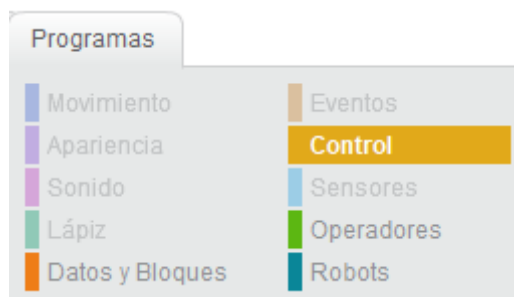 Programas
Movimiento
Eventos
Apariencia
Control
Sonido
Sensores
Lápiz
Operadores
Datos y Bloques
Robots